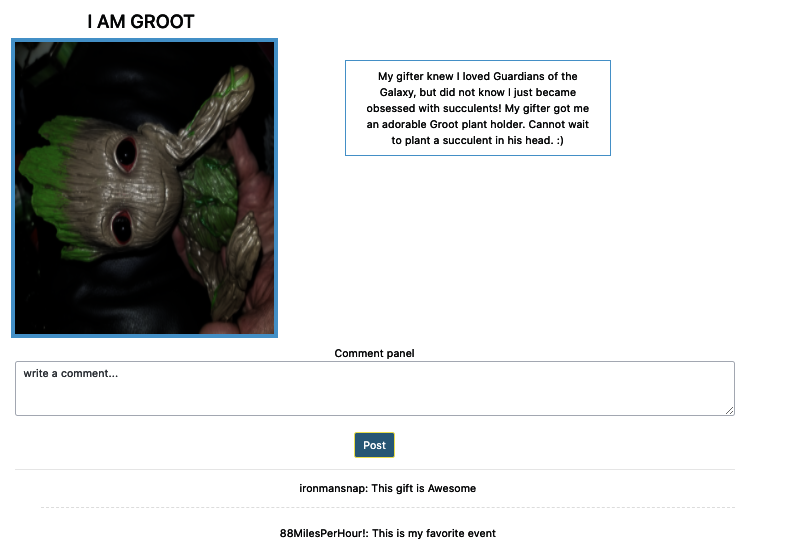 I AM GROOT
My gifter knew I loved Guardians of the
Galaxy, but did not know I just became
obsessed with succulents! My gifter got me
an adorable Groot plant holder. Cannot wait
to plant a succulent in his head. :)
Comment panel
write a comment...
Post
ironmansnap: This gift is Awesome
88MilesPerHour!: This is my favorite event